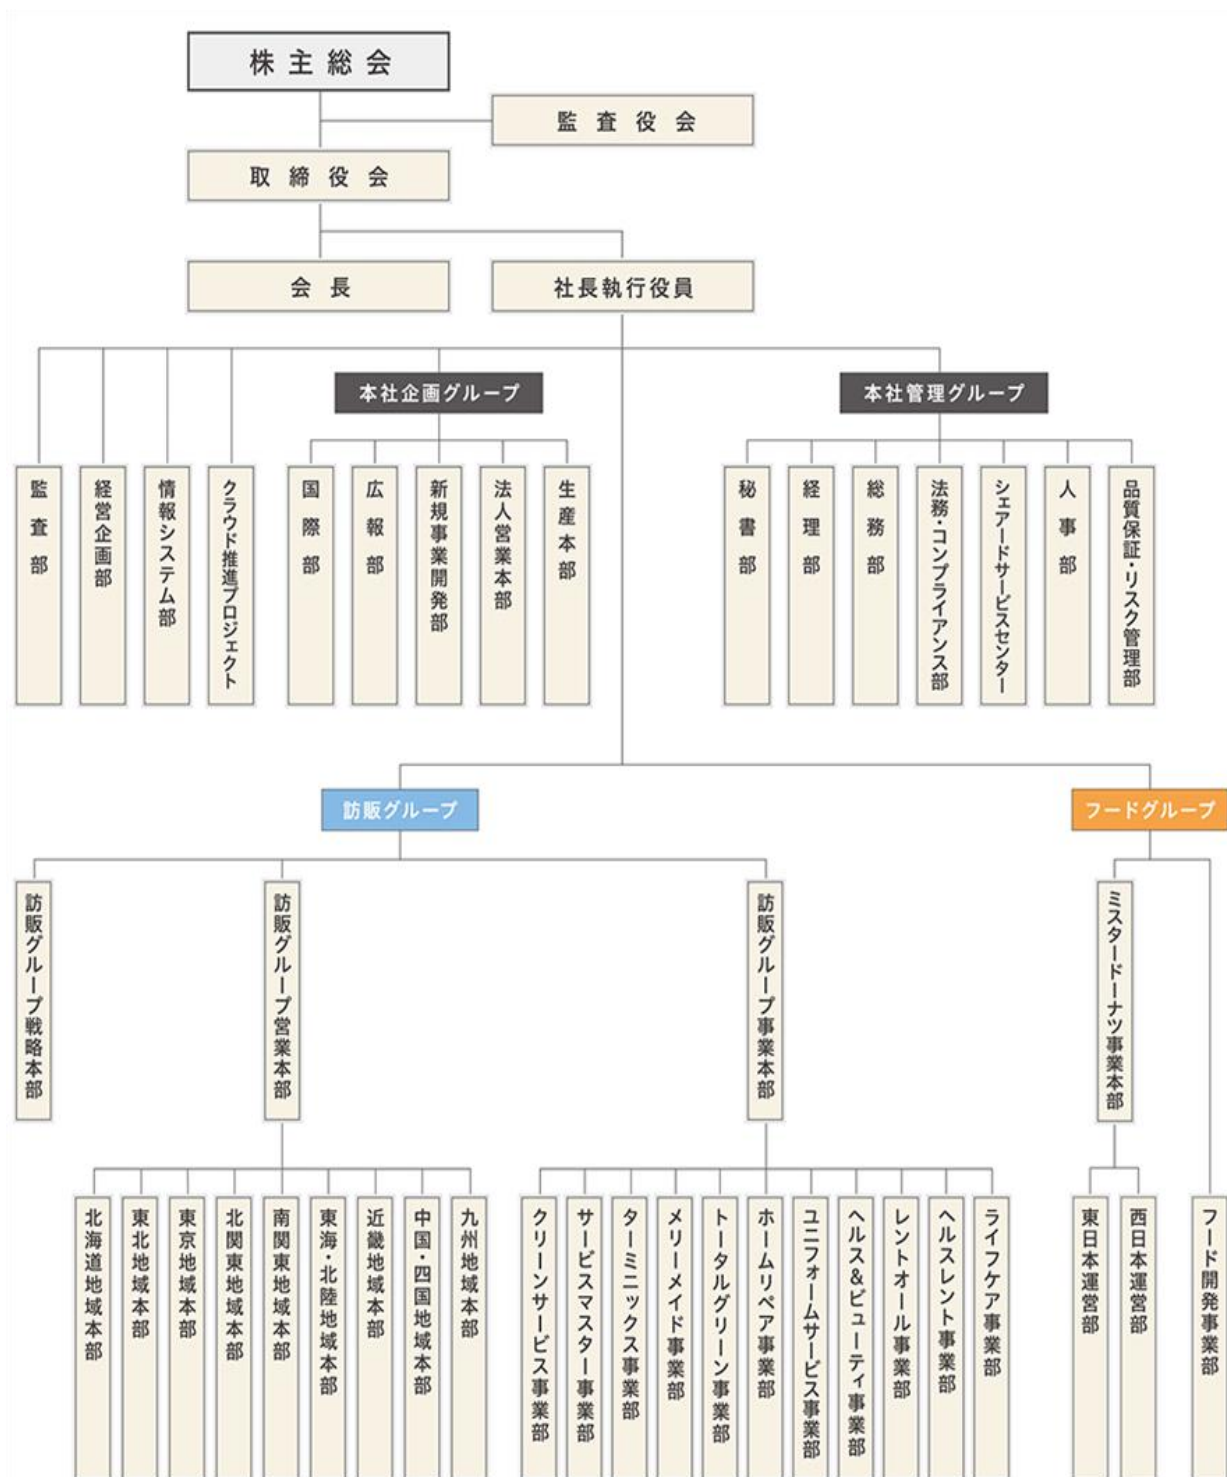 株主総会
監査役会
取締役会
会長
社長執行役員
本社企画グループ
本社管理グループ
監査部
経営企画部
情報システム部
クラウド推進プロジェクト
国際部
広報部
新規事業開発部
法人営業本部
生産本部
秘書部
経理部
総務部
法務・コンプライアンス部
シェアードサービスセンター
人事部
品質保証・リスク管理部
訪販グループ
フードグループ
訪販グループ戦略本部
訪販グループ営業本部
訪販グループ事業本部
ミスタードーナツ事業本部
北海道地域本部
東北地域本部
東京地域本部
北関東地域本部
南関東地域本部
東海・北陸地域本部
近畿地域本部
中国・四国地域本部
九州地域本部
クリーンサービス事業部
サービスマスター事業部
ターミニックス事業部
メリーメイド事業部
トータルグリーン事業部
ホームリペア事業部
ユニフォームサービス事業部
ヘルス&ビューティ事業部
レントオール事業部
ヘルスレント事業部
ライフケア事業部
東日本運営部
西日本運営部
フード開発事業部